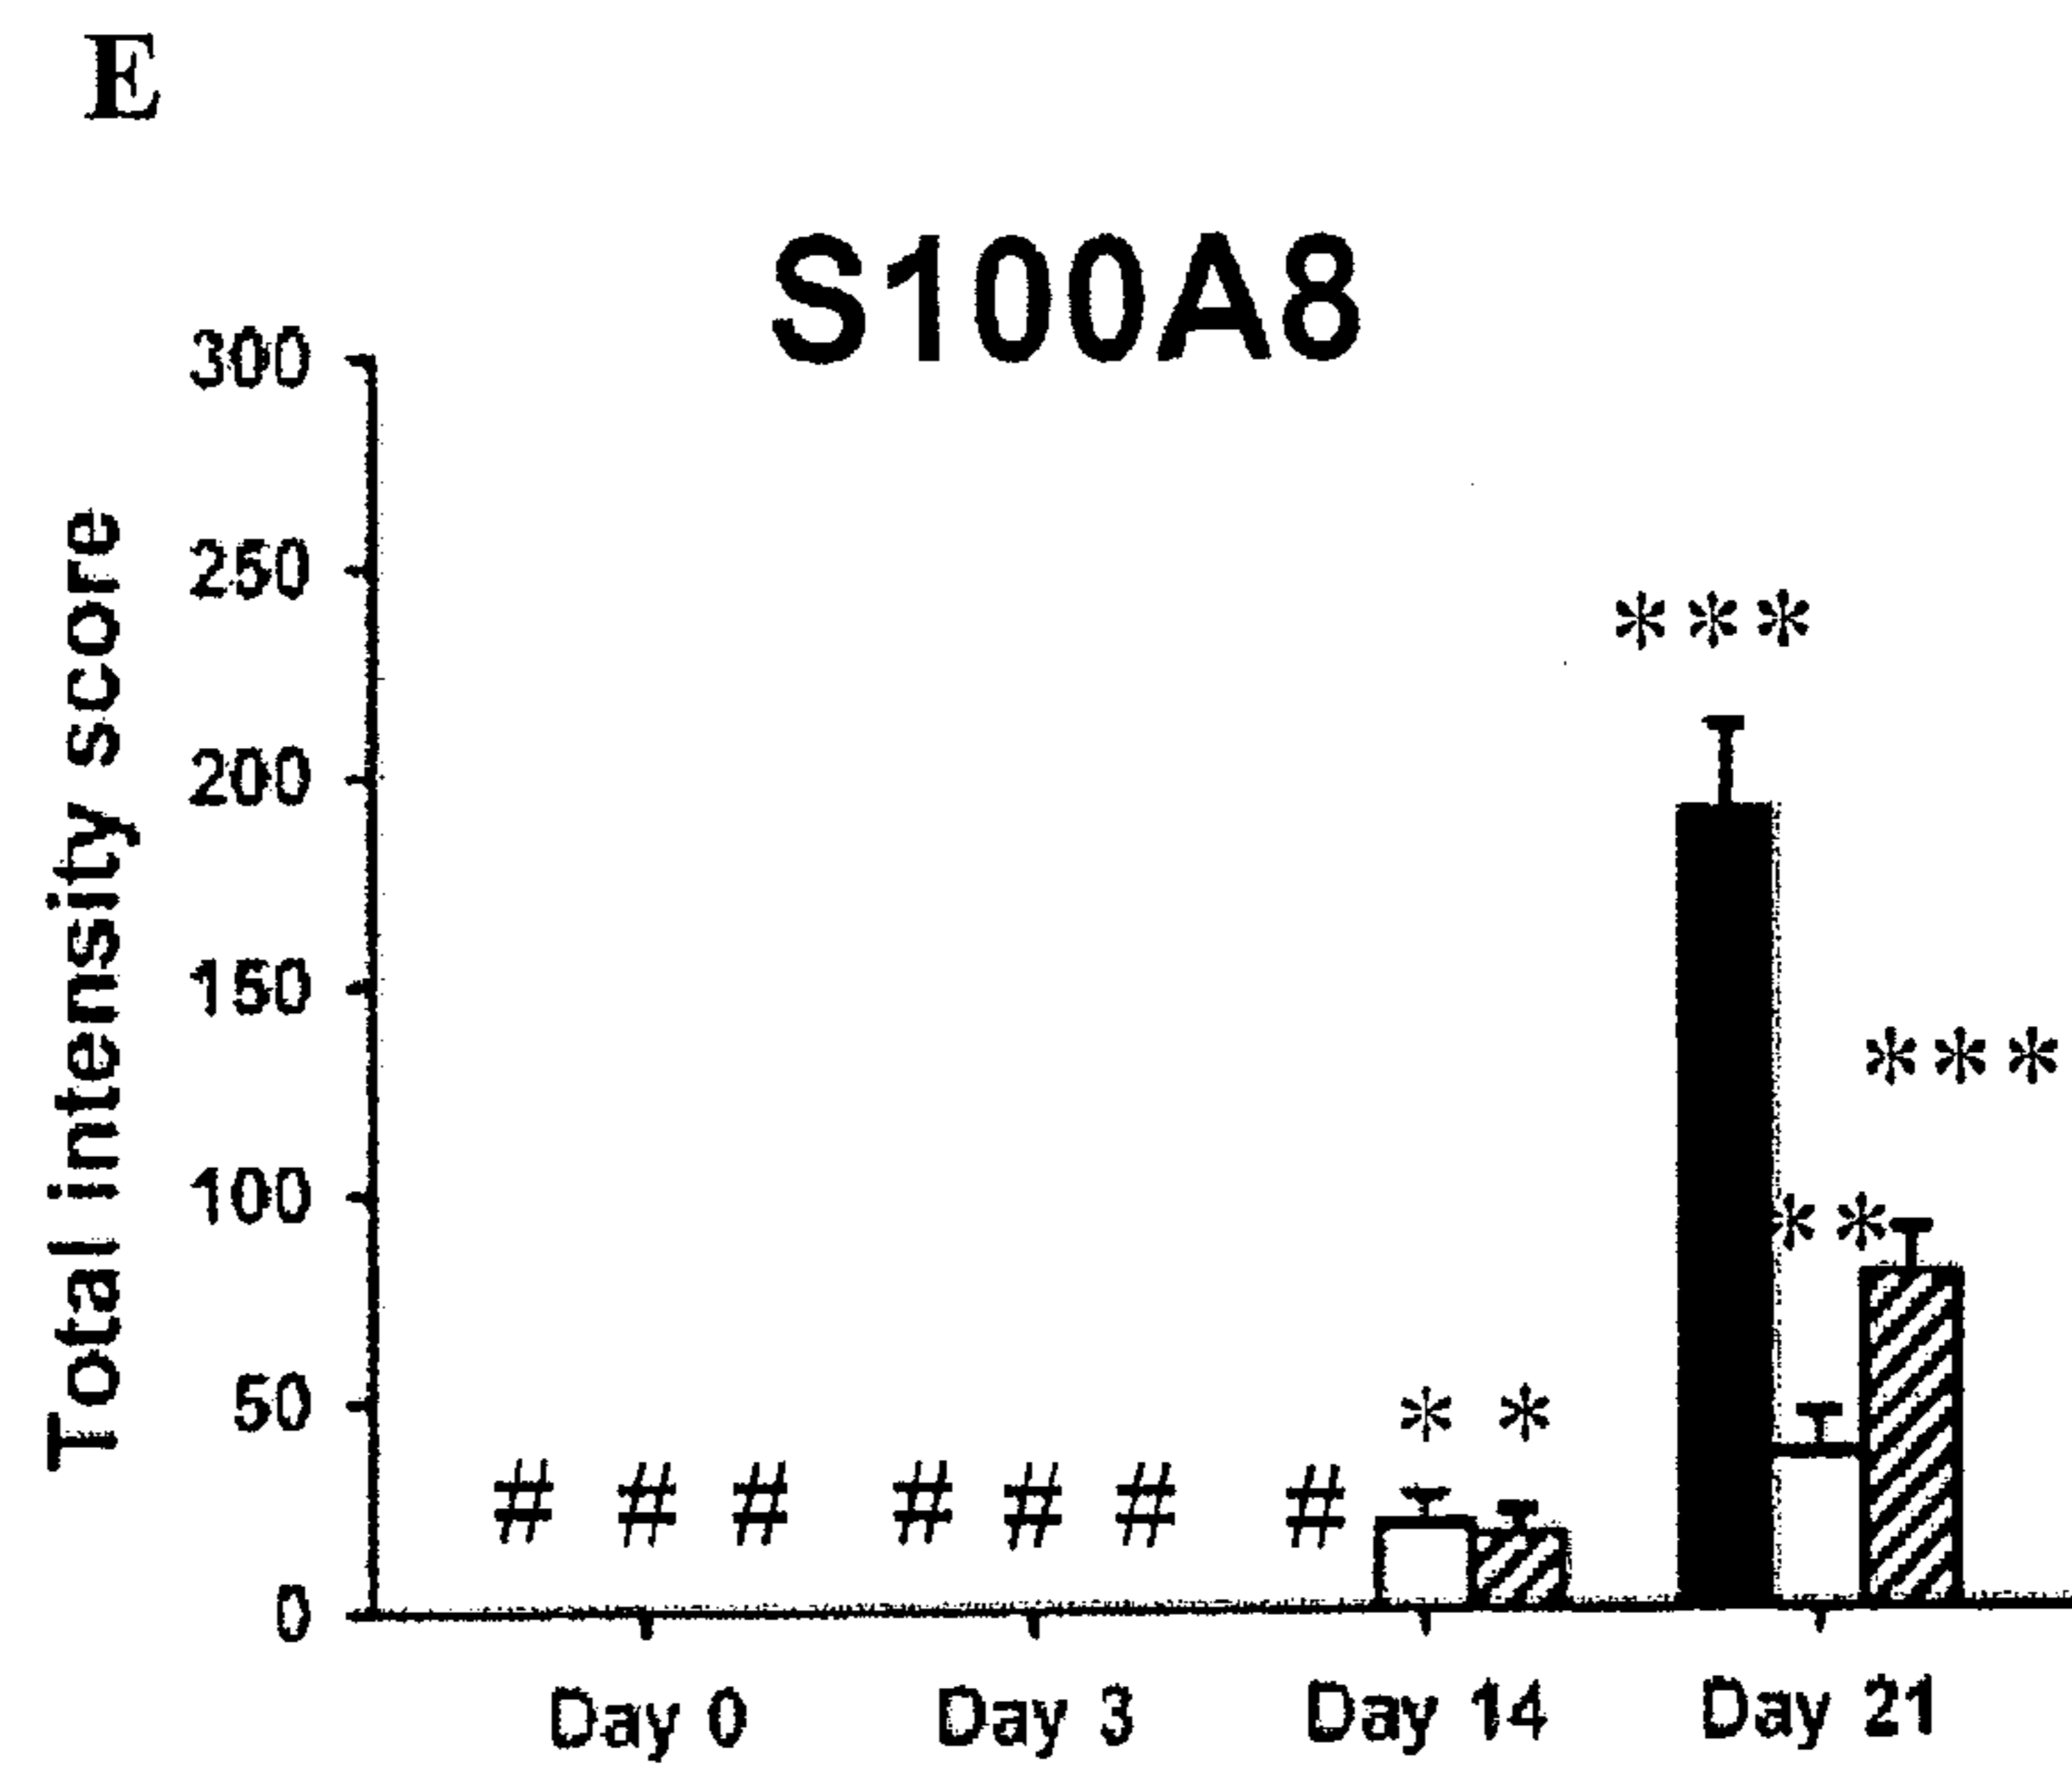 E
S100A8
Total intensity score
300
250
200
150
100
50
0
* * *
* * *
* *
* *
# # # # # # #
Day 0 Day 3 Day 14 Day 21